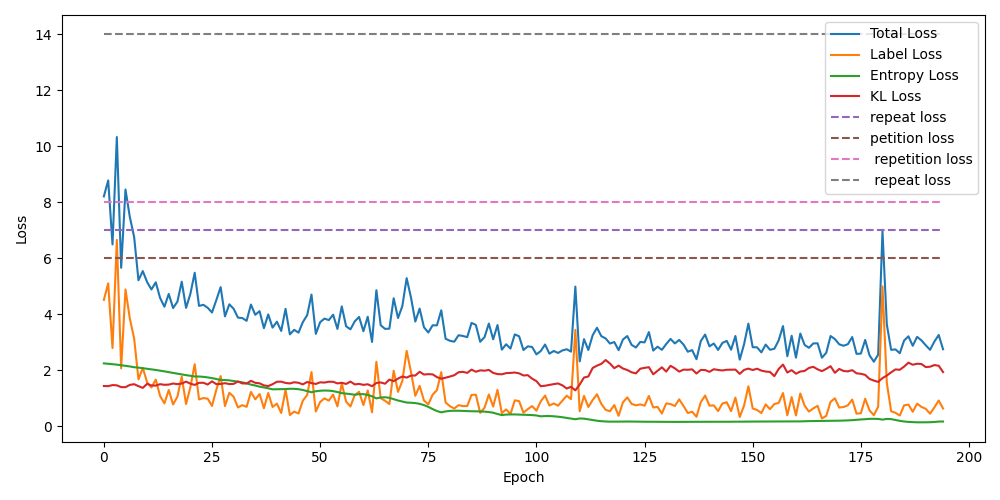 14
12
10
8
6
4
2
0
Loss
0
25
50
75
100
125
150
175
200
Epoch
Total Loss
Label Loss
Entropy Loss
KL Loss
repeat loss
petition loss
repetition loss
repeat loss